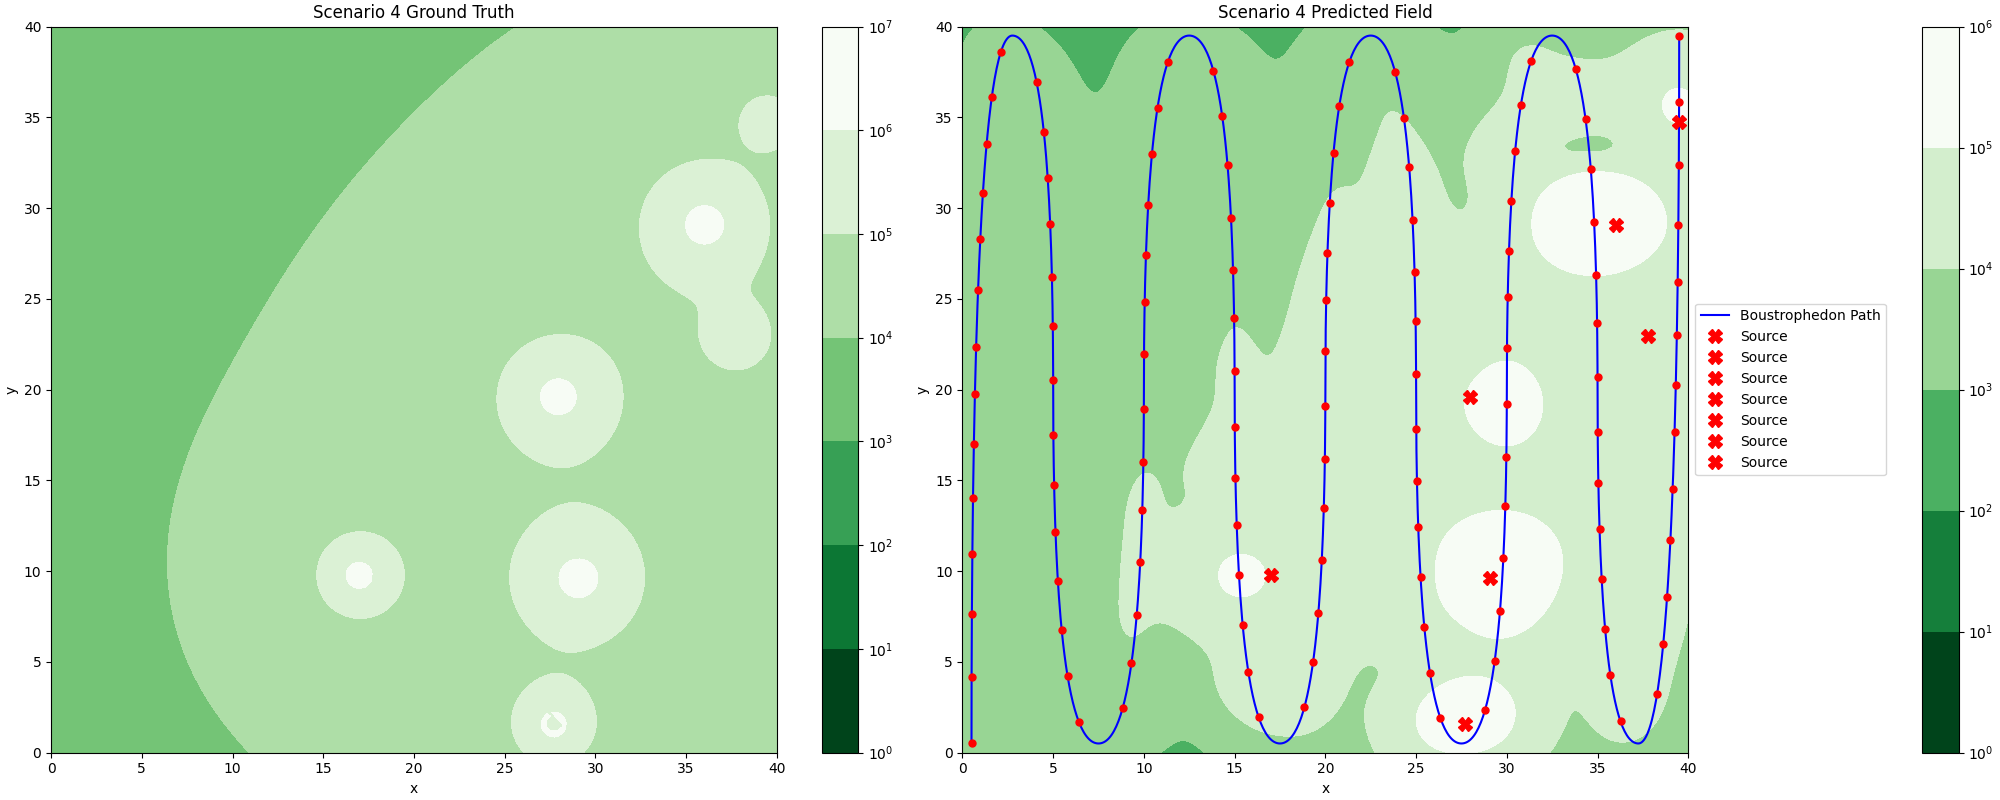 Scenario 4 Ground Truth
40
35
30
25
20
15
10
5
0
y
0 5 10 15 20 25 30 35 40
x
10^7
10^6
10^5
10^4
10^3
10^2
10^1
10^0
Scenario 4 Predicted Field
40
35
30
25
20
15
10
5
0
y
0 5 10 15 20 25 30 35 40
x
Boustrophedon Path
Source
Source
Source
Source
Source
Source
Source
10^6
10^5
10^4
10^3
10^2
10^1
10^0